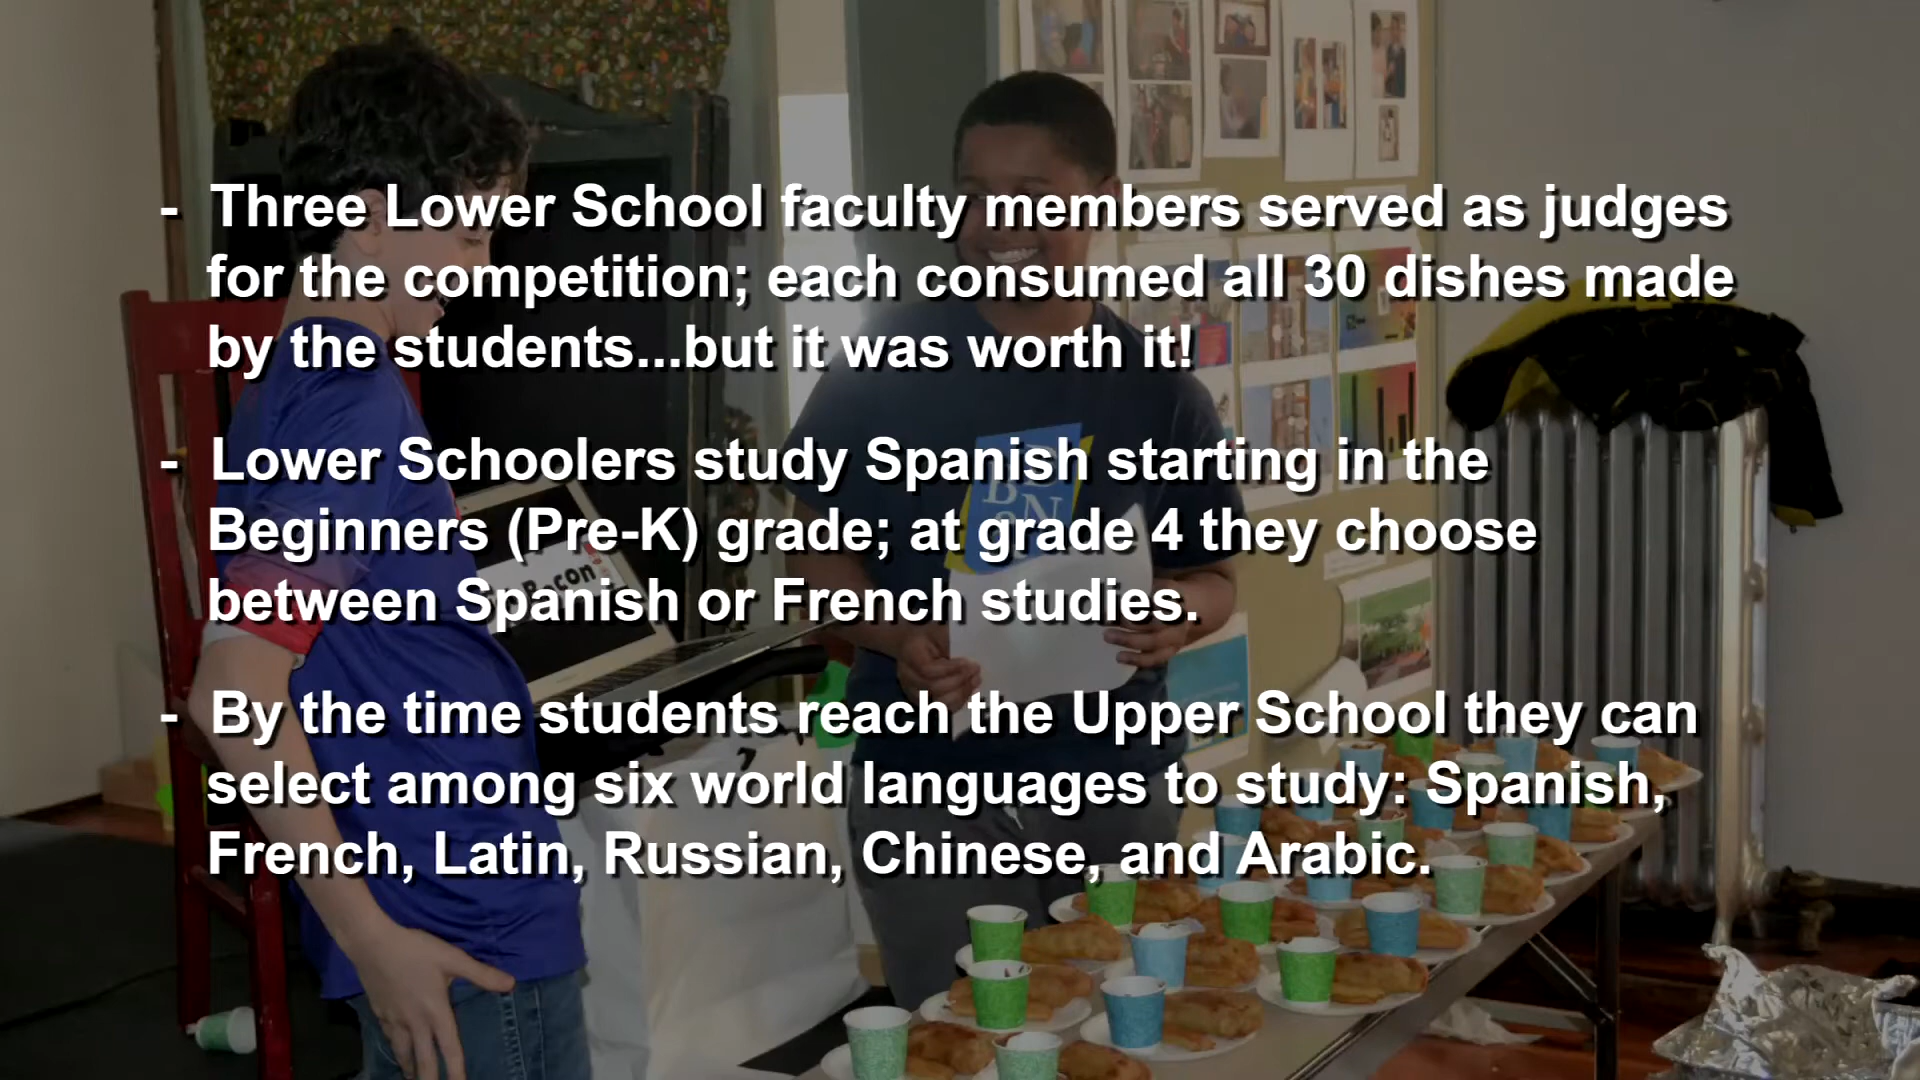 - Three Lower School faculty members served as judges
for the competition; each consumed all 30 dishes made
by the students...but it was worth it!
- Lower Schoolers study Spanish starting in the
Beginners (Pre-K) grade; at grade 4 they choose
between Spanish or French studies.
- By the time students reach the Upper School they can
select among six world languages to study: Spanish,
French, Latin, Russian, Chinese, and Arabic.